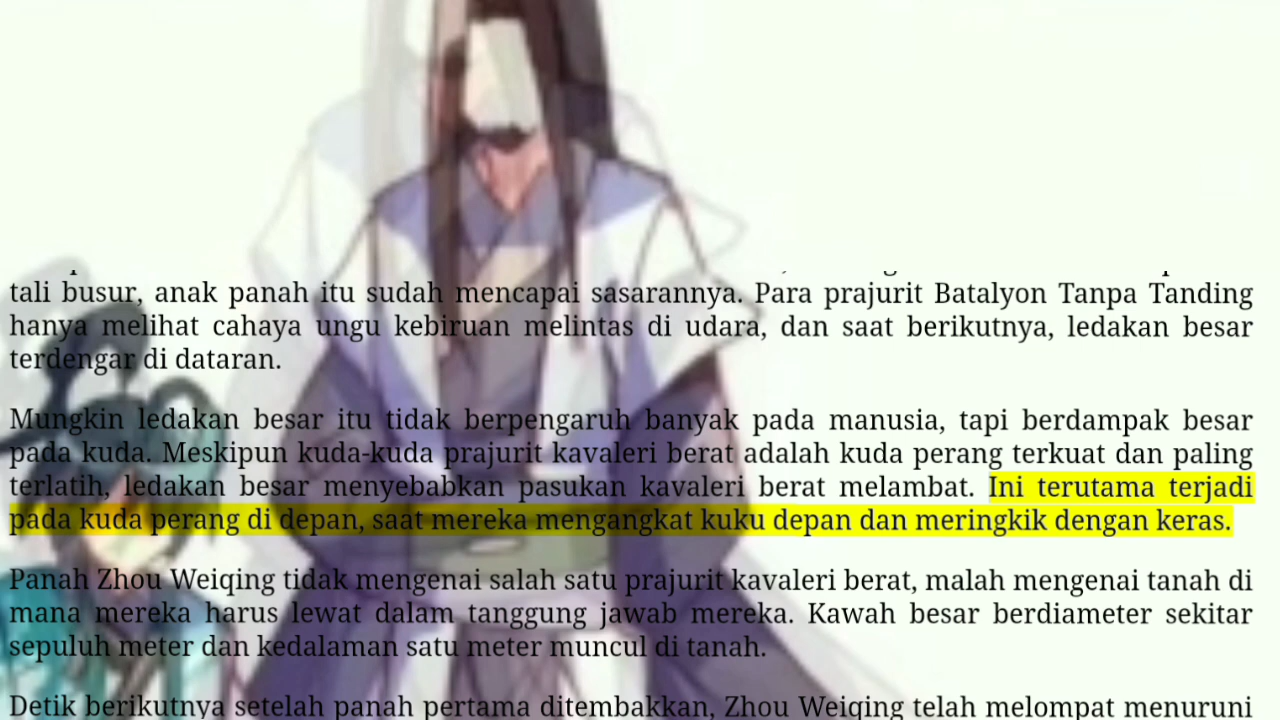 tali busur, anak panah itu sudah mencapai sasarannya. Para prajurit Batalyon Tanpa Tanding
hanya melihat cahaya ungu kebiruan melintas di udara, dan saat berikutnya, ledakan besar
terdengar di dataran.
Mungkin ledakan besar itu tidak berpengaruh banyak pada manusia, tapi berdampak besar
pada kuda. Meskipun kuda-kuda prajurit kavaleri berat adalah kuda perang terkuat dan paling
terlatih, ledakan besar menyebabkan pasukan kavaleri berat melambat. Ini terutama terjadi
pada kuda perang di depan, saat mereka mengangkat kuku depan dan meringkik dengan keras.
Panah Zhou Weiqing tidak mengenai salah satu prajurit kavaleri berat, malah mengenai tanah di
mana mereka harus lewat dalam tanggung jawab mereka. Kawah besar berdiameter sekitar
sepuluh meter dan kedalaman satu meter muncul di tanah.
Detik berikutnya setelah panah pertama ditembakkan, Zhou Weiqing telah melompat menuruni